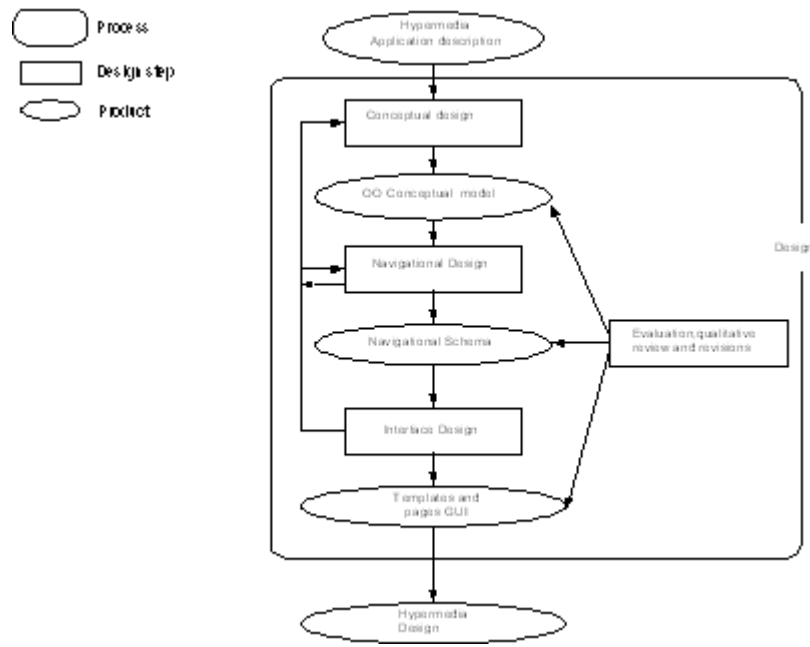 Process
Design step
Product
Hypermedia
Application description
Conceptual design
OO Conceptual model
Navigational Design
Design
Evaluation,qualitative
review and revisions
Navigational Schema
Interface Design
Templates and
pages GUI
Hypermedia
Design